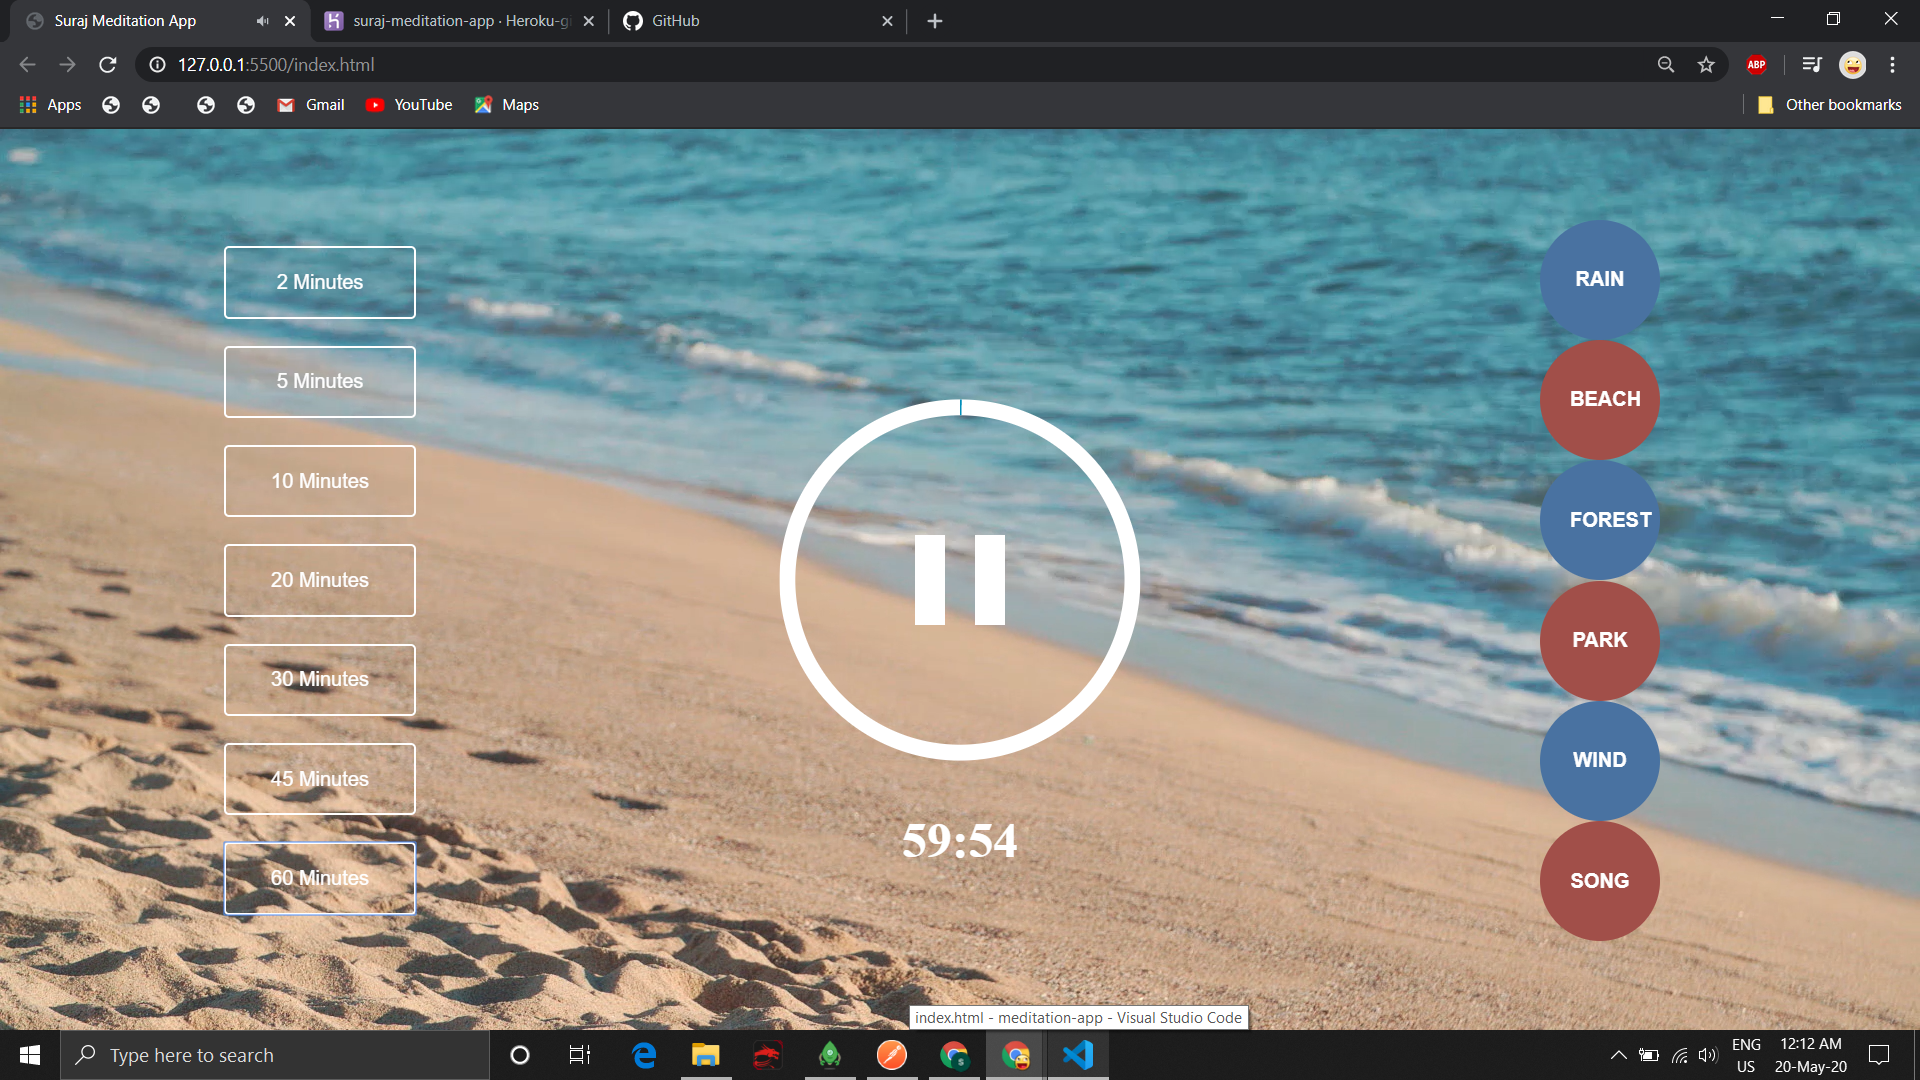 Suraj Meditation App
suraj-meditation-app · Heroku-gi
GitHub
127.0.0.1:5500/index.html
ABP
Apps
Gmail
YouTube
Maps
Other bookmarks
2 Minutes
5 Minutes
10 Minutes
20 Minutes
30 Minutes
45 Minutes
60 Minutes
59:54
RAIN
BEACH
FOREST
PARK
WIND
SONG
index.html - meditation-app - Visual Studio Code
Type here to search
ENG
US
12:12 AM
20-May-20